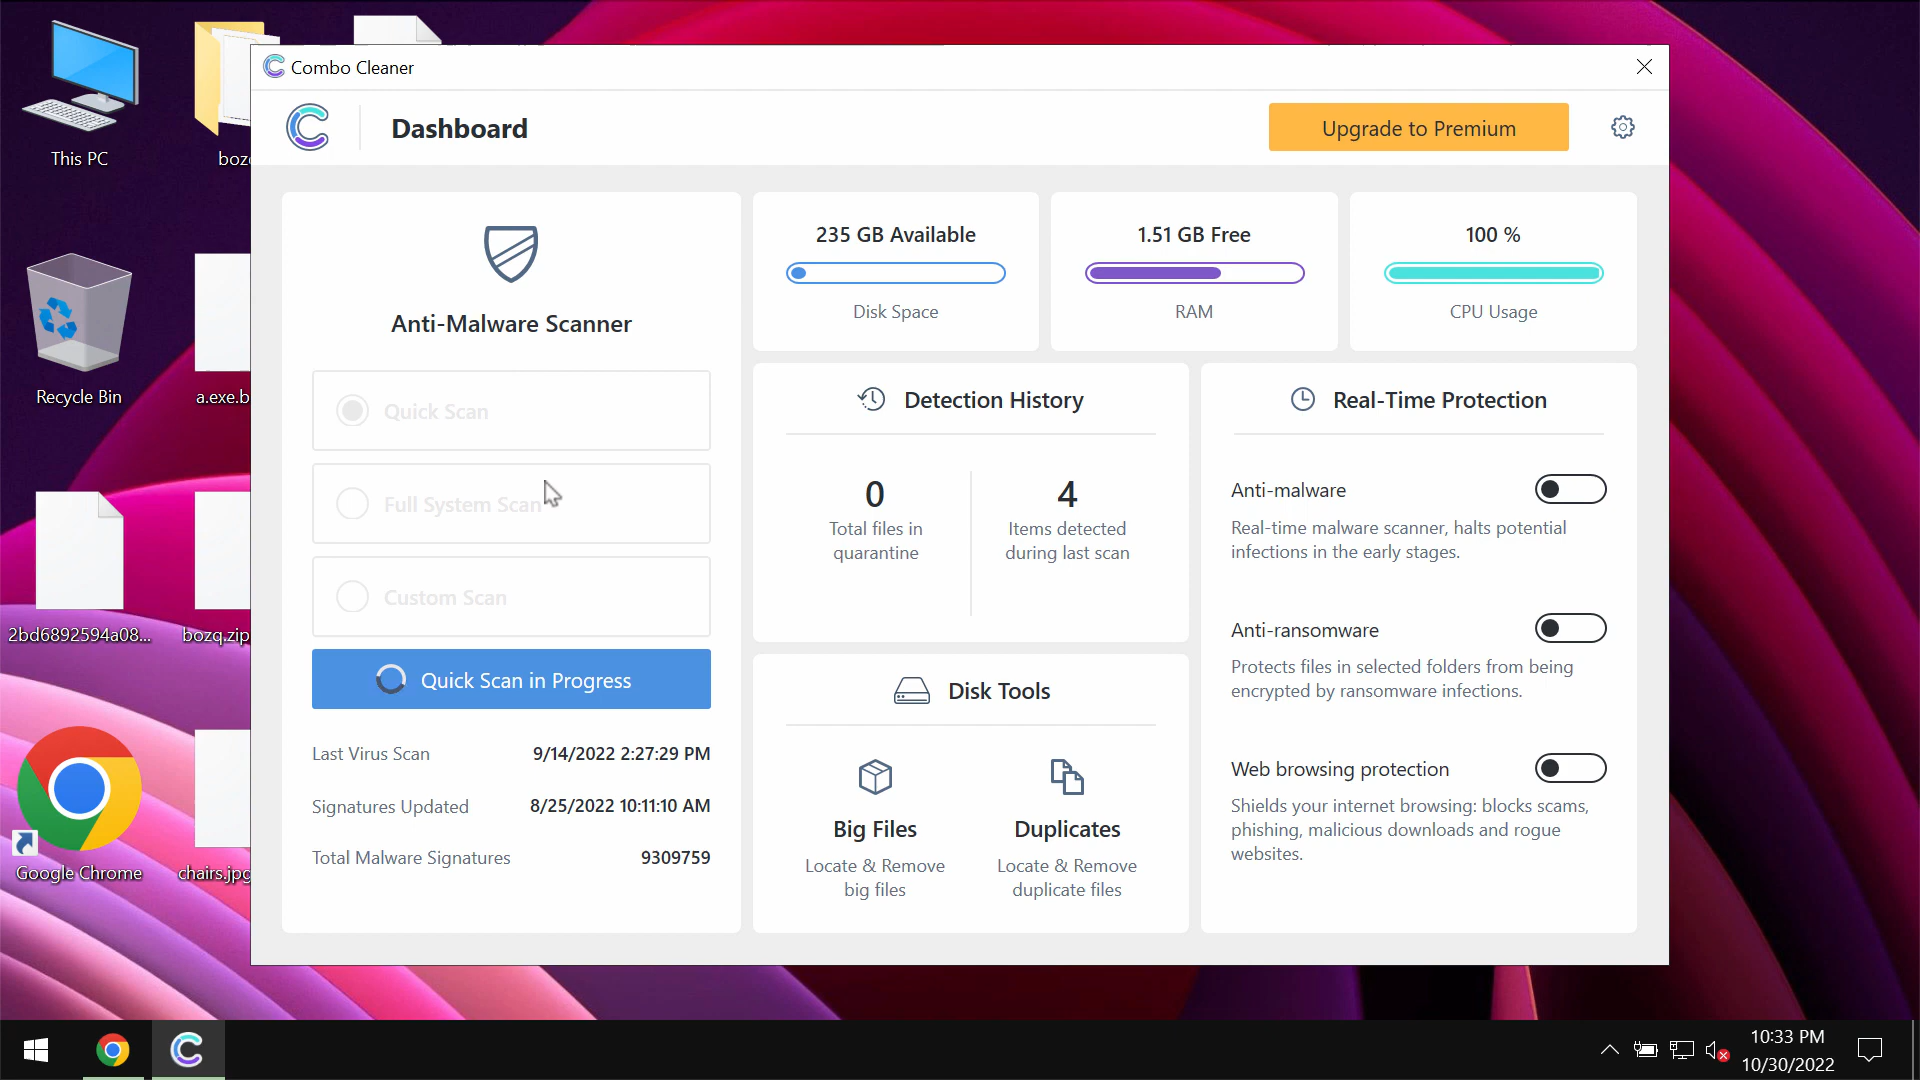 Combo Cleaner
Dashboard
Upgrade to Premium
This PC
Recycle Bin
a.exe.b
2bd6892594a08...
bozq.zip
Google Chrome
chairs.jpg
Anti-Malware Scanner
Quick Scan
Full System Scan
Custom Scan
Quick Scan in Progress
Last Virus Scan 9/14/2022 2:27:29 PM
Signatures Updated 8/25/2022 10:11:10 AM
Total Malware Signatures 9309759
235 GB Available
Disk Space
1.51 GB Free
RAM
100 %
CPU Usage
Detection History
0
Total files in
quarantine
4
Items detected
during last scan
Disk Tools
Big Files
Locate & Remove
big files
Duplicates
Locate & Remove
duplicate files
Real-Time Protection
Anti-malware
Real-time malware scanner, halts potential
infections in the early stages.
Anti-ransomware
Protects files in selected folders from being
encrypted by ransomware infections.
Web browsing protection
Shields your internet browsing: blocks scams,
phishing, malicious downloads and rogue
websites.
10:33 PM
10/30/2022